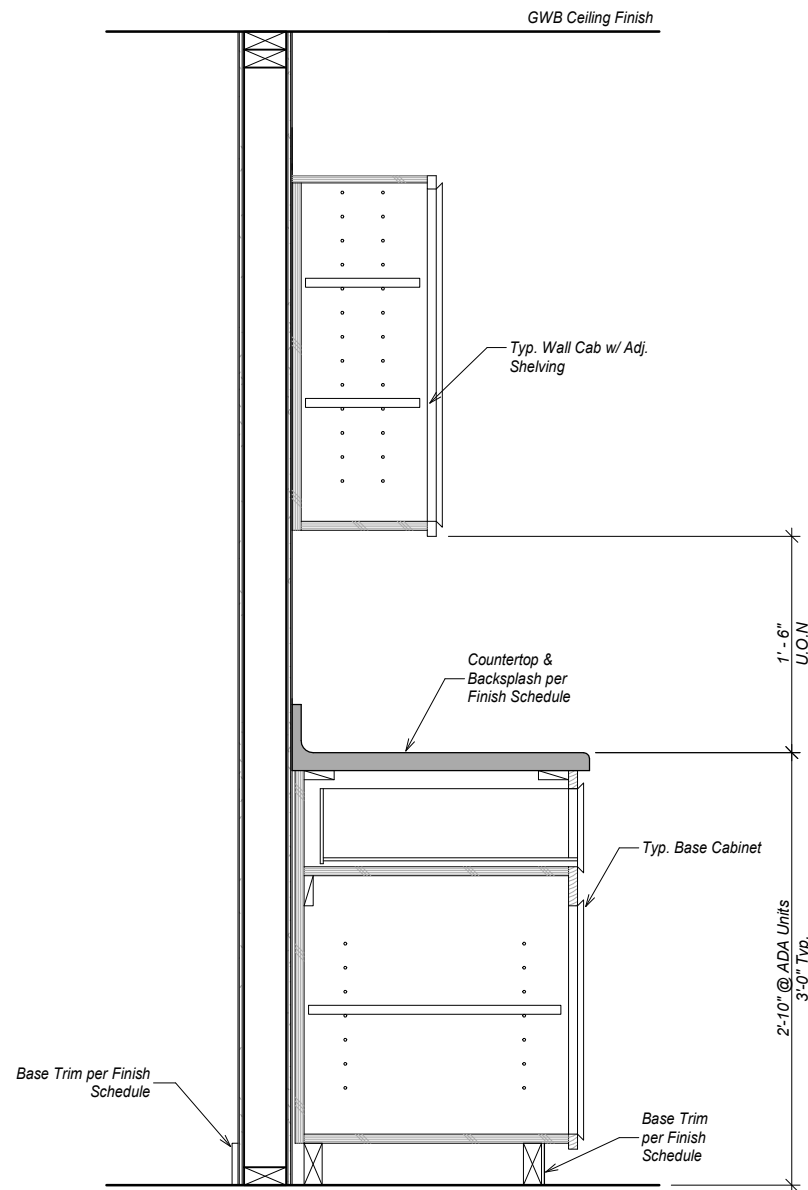 GWB Ceiling Finish
Typ. Wall Cab w/ Adj.
Shelving
1' - 6"
U.O.N
Countertop &
Backsplash per
Finish Schedule
Typ. Base Cabinet
2'-10" @ ADA Units
3'-0" Typ.
Base Trim per Finish
Schedule
Base Trim
per Finish
Schedule